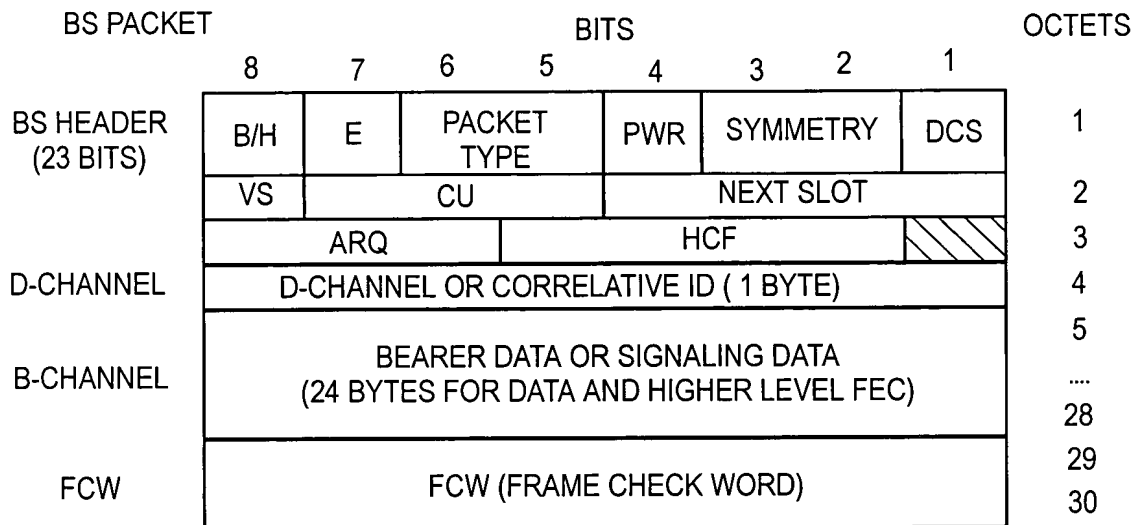 BS PACKET BITS OCTETS
8 7 6 5 4 3 2 1
BS HEADER
(23 BITS)
B/H E PACKET
TYPE PWR SYMMETRY DCS 1
VS CU NEXT SLOT 2
ARQ HCF 3
D-CHANNEL D-CHANNEL OR CORRELATIVE ID ( 1 BYTE) 4
B-CHANNEL BEARER DATA OR SIGNALING DATA
(24 BYTES FOR DATA AND HIGHER LEVEL FEC)
5
....
28
FCW FCW (FRAME CHECK WORD) 29
30